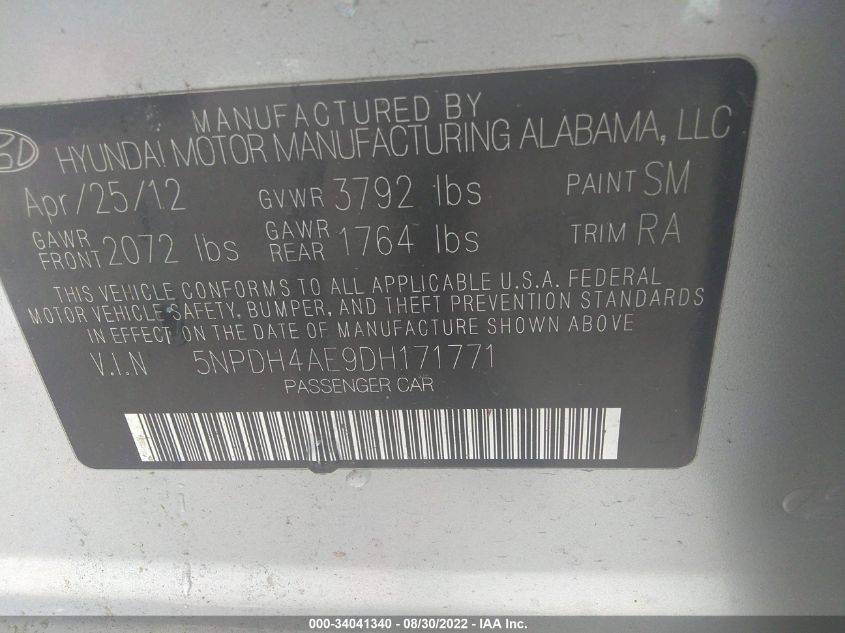 MANUFACTURED BY
HYUNDAI MOTOR MANUFACTURING ALABAMA, LLC
Apr/25/12 GVWR 3792 lbs PAINT SM
GAWR FRONT 2072 lbs GAWR REAR 1764 lbs TRIM RA
THIS VEHICLE CONFORMS TO ALL APPLICABLE U.S.A. FEDERAL
MOTOR VEHICLE SAFETY, BUMPER, AND THEFT PREVENTION STANDARDS
IN EFFECT ON THE DATE OF MANUFACTURE SHOWN ABOVE
V.I.N 5NPDH4AE9DH171771
PASSENGER CAR
000-34041340 - 08/30/2022 - IAA Inc.